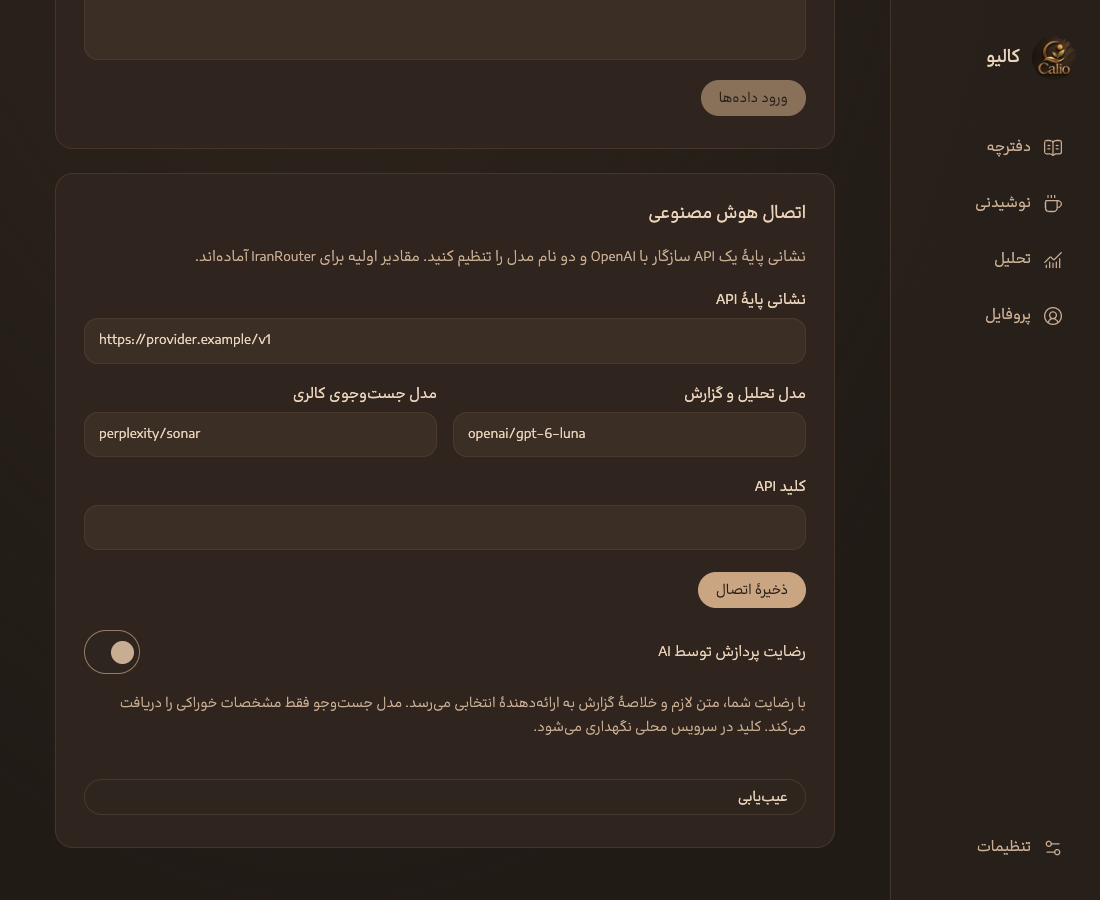 کالیو
Calio
دفترچه
نوشیدنی
تحلیل
پروفایل
تنظیمات
ورود داده‌ها
اتصال هوش مصنوعی
نشانی پایهٔ یک API سازگار با OpenAI و دو نام مدل را تنظیم کنید. مقادیر اولیه برای IranRouter آماده‌اند.
نشانی پایهٔ API
https://provider.example/v1
مدل تحلیل و گزارش
openai/gpt-6-luna
مدل جست‌وجوی کالری
perplexity/sonar
کلید API
ذخیرهٔ اتصال
رضایت پردازش توسط AI
با رضایت شما، متن لازم و خلاصهٔ گزارش به ارائه‌دهندهٔ انتخابی می‌رسد. مدل جست‌وجو فقط مشخصات خوراکی را دریافت
می‌کند. کلید در سرویس محلی نگهداری می‌شود.
عیب‌یابی